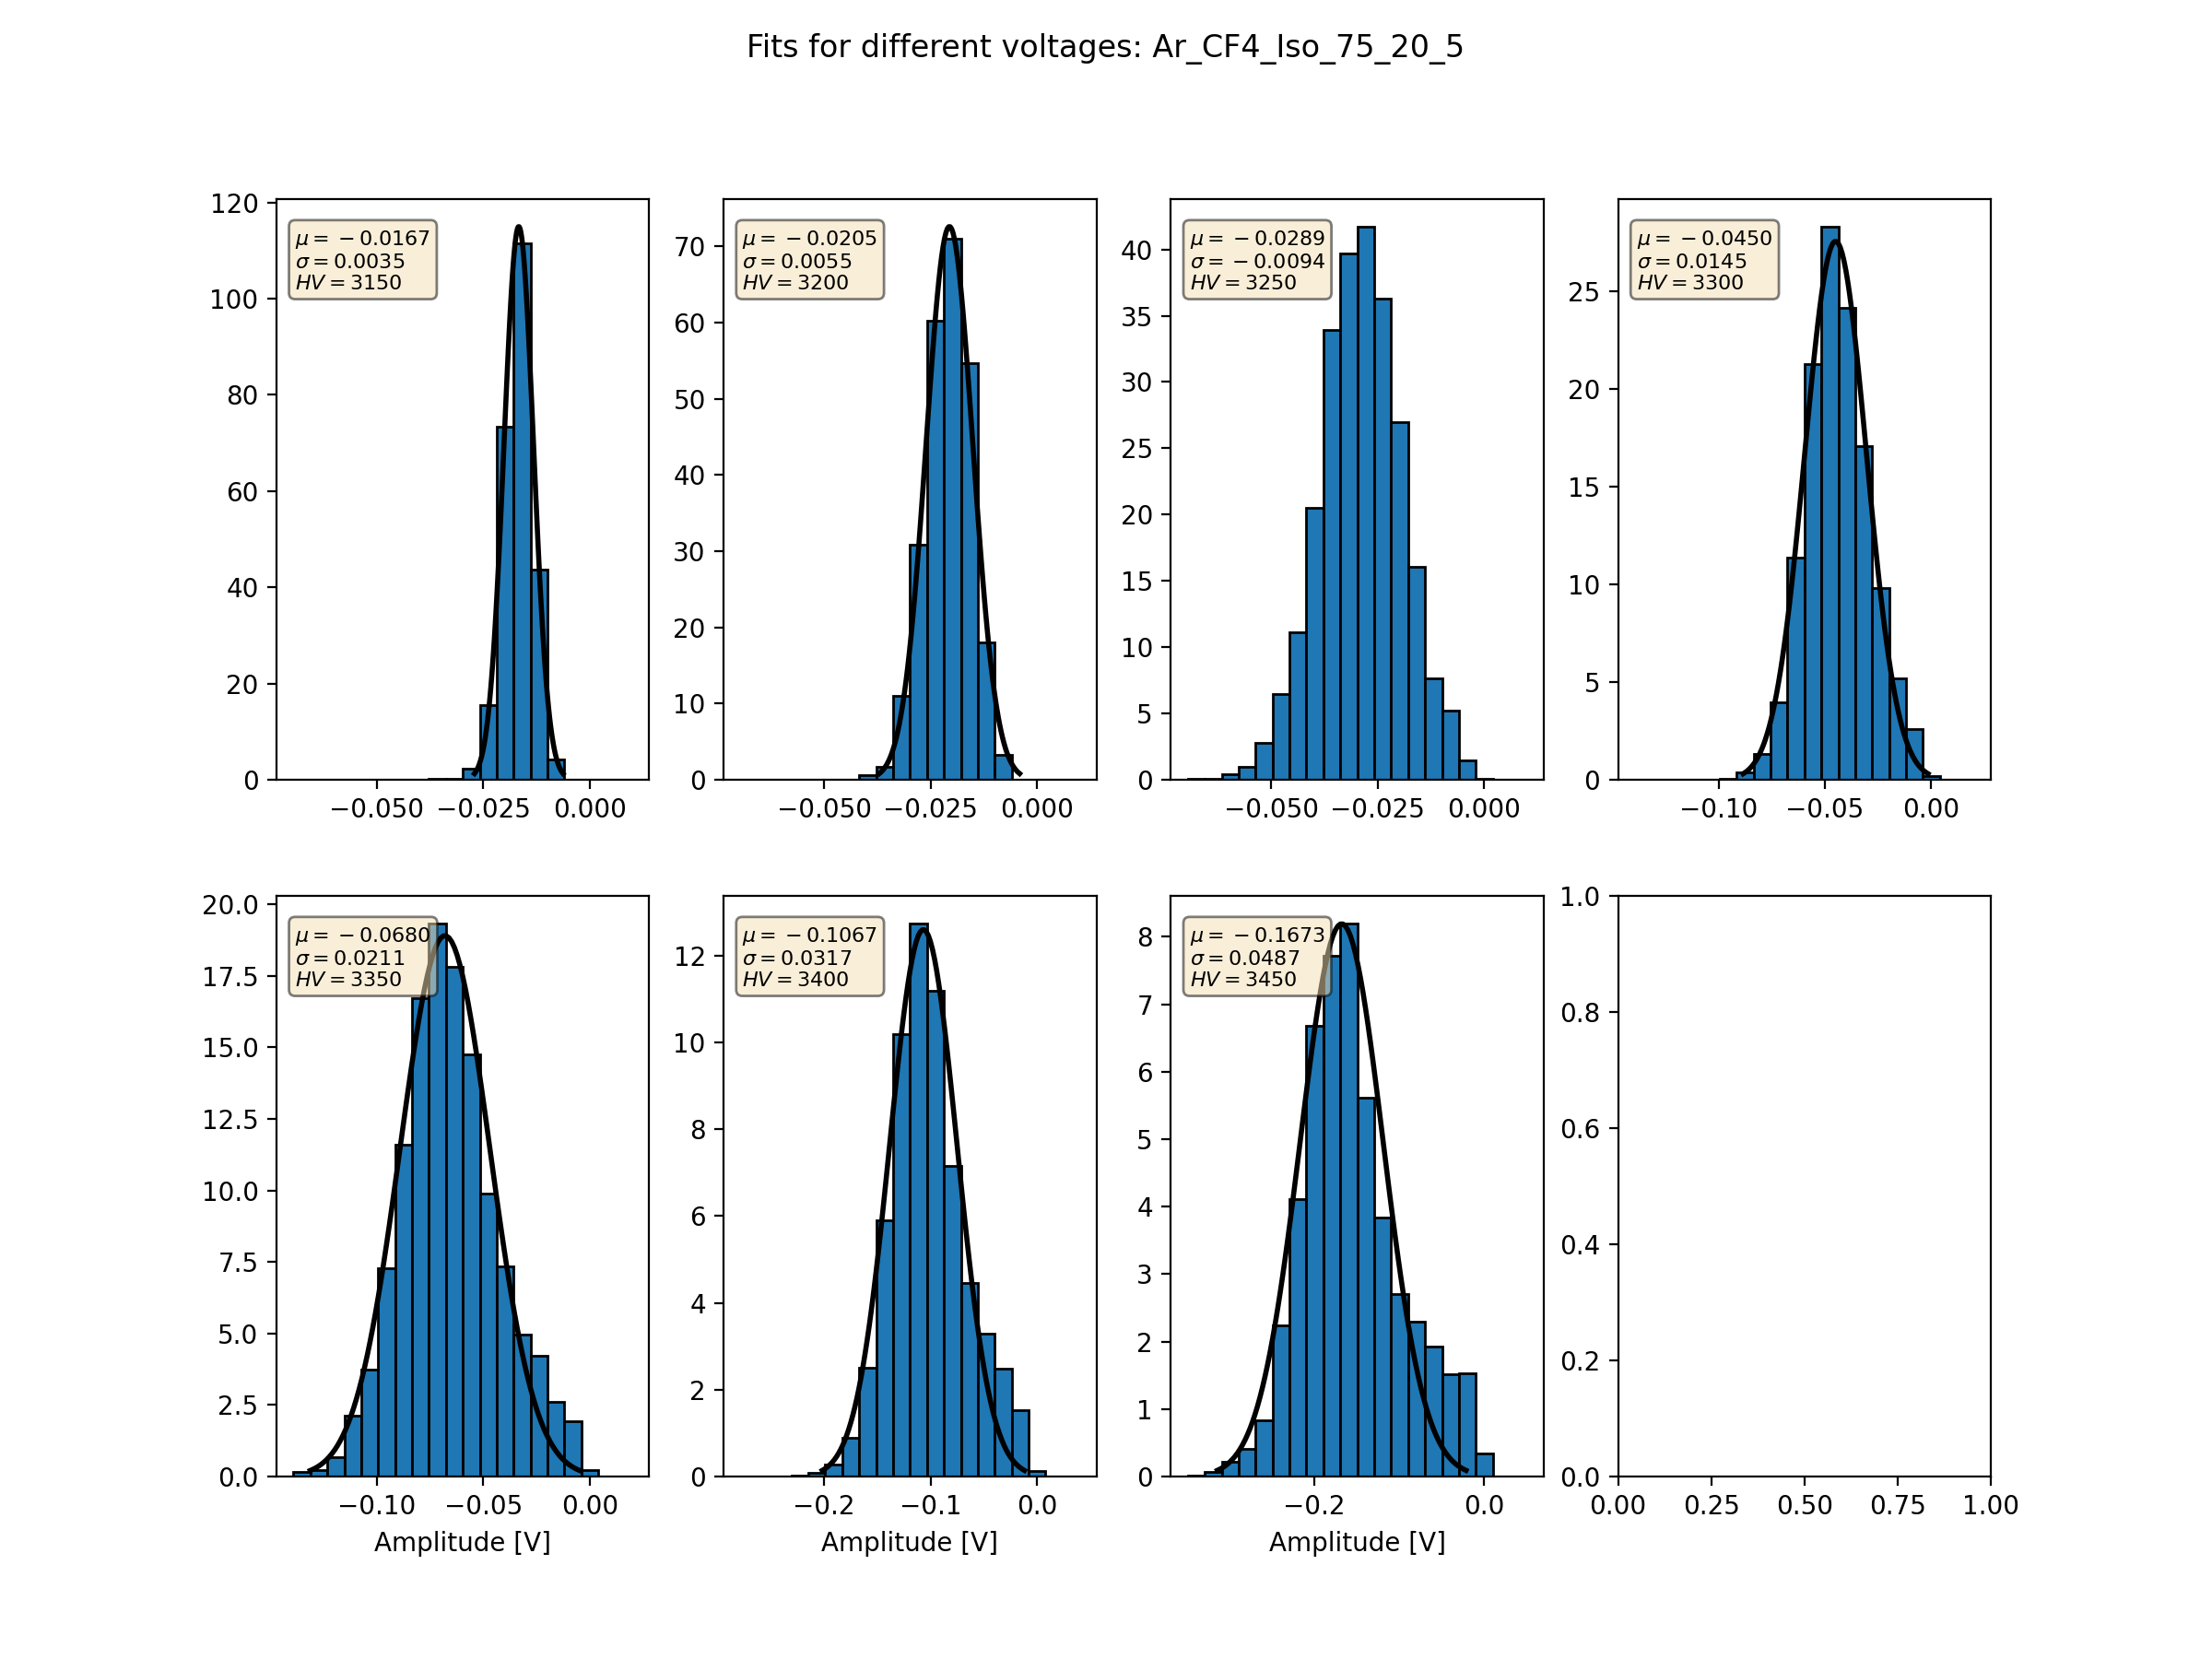 Fits for different voltages: Ar_CF4_Iso_75_20_5
120
100
80
60
40
20
0
μ = −0.0167
σ = 0.0035
HV = 3150
−0.050 −0.025 0.000
70
60
50
40
30
20
10
0
μ = −0.0205
σ = 0.0055
HV = 3200
−0.050 −0.025 0.000
40
35
30
25
20
15
10
5
0
μ = −0.0289
σ = −0.0094
HV = 3250
−0.050 −0.025 0.000
25
20
15
10
5
0
μ = −0.0450
σ = 0.0145
HV = 3300
−0.10 −0.05 0.00
20.0
17.5
15.0
12.5
10.0
7.5
5.0
2.5
0.0
μ = −0.0680
σ = 0.0211
HV = 3350
−0.10 −0.05 0.00
Amplitude [V]
12
10
8
6
4
2
0
μ = −0.1067
σ = 0.0317
HV = 3400
−0.2 −0.1 0.0
Amplitude [V]
8
7
6
5
4
3
2
1
0
μ = −0.1673
σ = 0.0487
HV = 3450
−0.2 0.0
Amplitude [V]
1.0
0.8
0.6
0.4
0.2
0.0
0.00 0.25 0.50 0.75 1.00